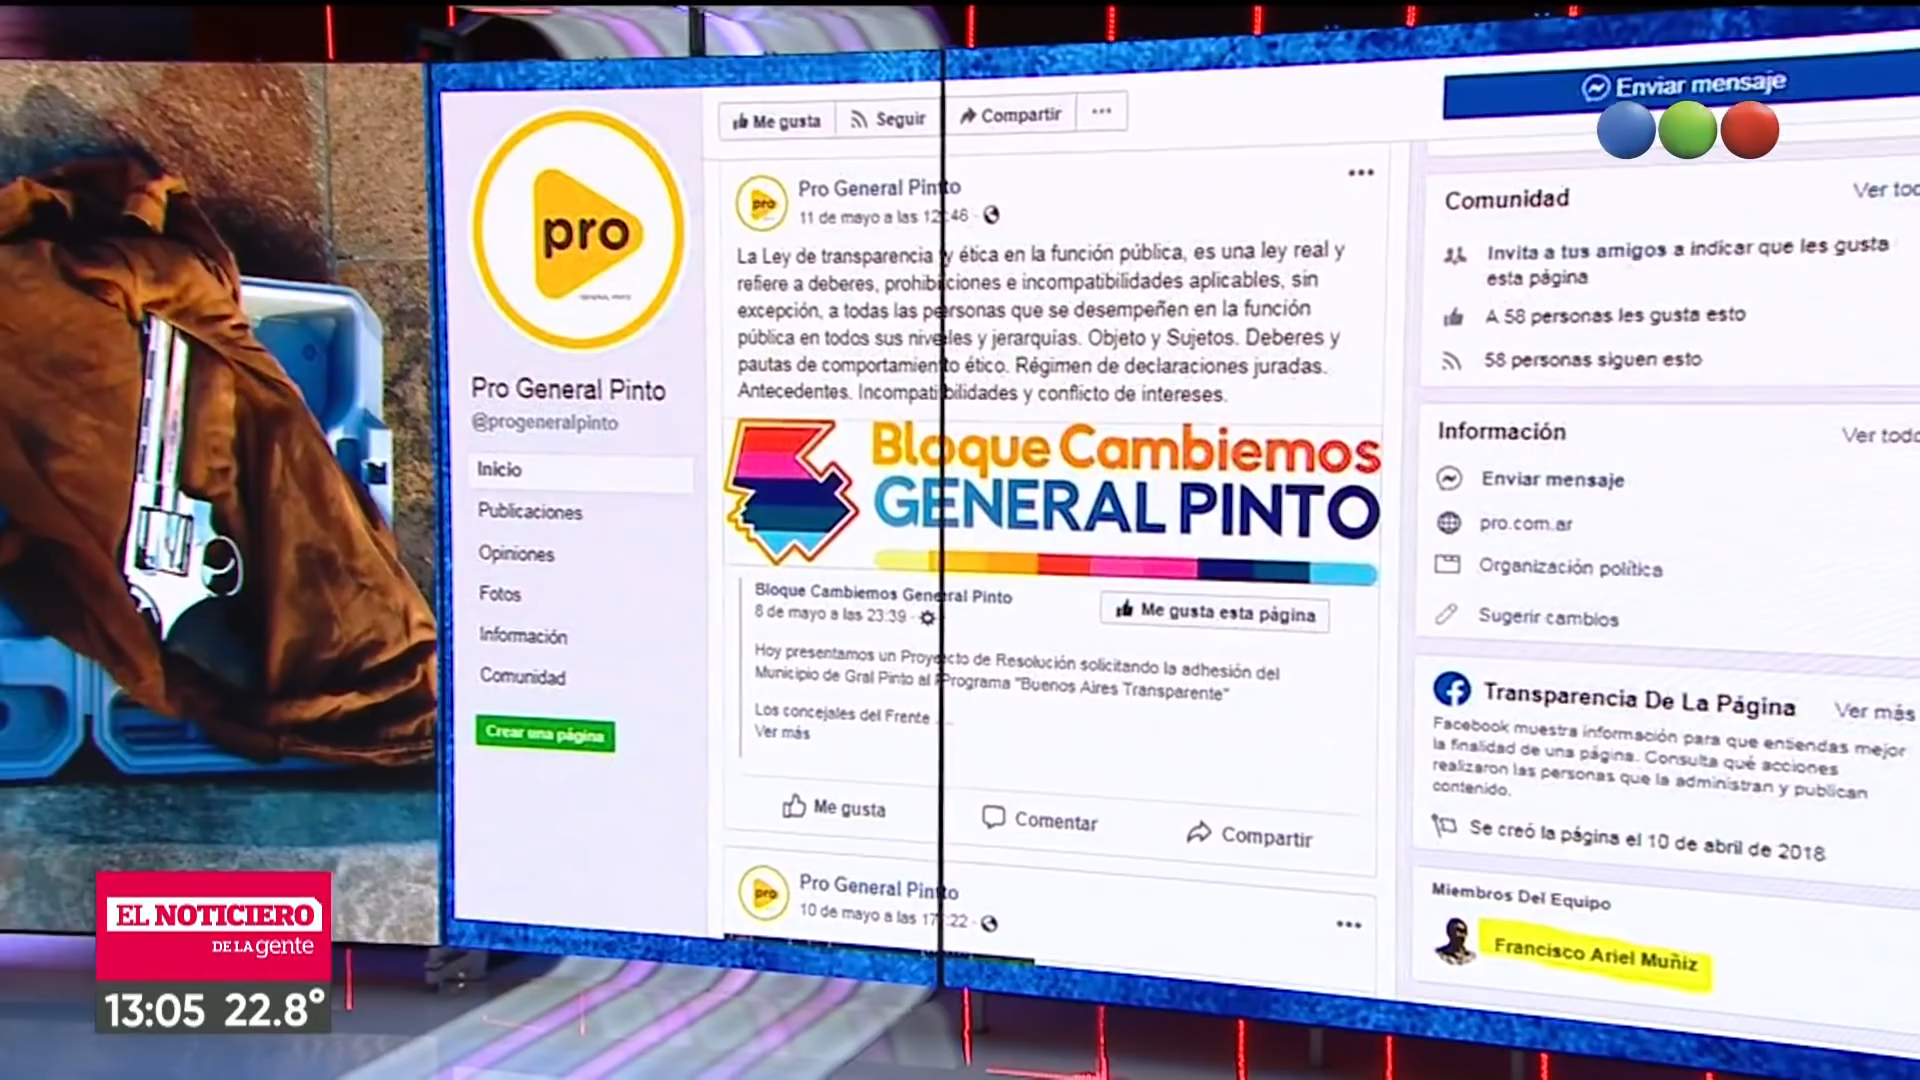 Me gusta
Seguir
Compartir
Enviar mensaje
pro
GENERAL PINTO
Pro General Pinto
@progeneralpinto
Inicio
Publicaciones
Opiniones
Fotos
Información
Comunidad
Crear una página
pro
Pro General Pinto
11 de mayo a las 12:46
La Ley de transparencia y ética en la función pública, es una ley real y
refiere a deberes, prohibiciones e incompatibilidades aplicables, sin
excepción, a todas las personas que se desempeñen en la función
pública en todos sus niveles y jerarquías. Objeto y Sujetos. Deberes y
pautas de comportamiento ético. Régimen de declaraciones juradas.
Antecedentes. Incompatibilidades y conflicto de intereses.
Bloque Cambiemos
GENERAL PINTO
Bloque Cambiemos General Pinto
8 de mayo a las 23:39
Me gusta esta página
Hoy presentamos un Proyecto de Resolución solicitando la adhesión del
Municipio de Gral Pinto al Programa "Buenos Aires Transparente"
Los concejales del Frente ...
Ver más
Me gusta
Comentar
Compartir
pro
Pro General Pinto
10 de mayo a las 17:22
Comunidad
Ver tod
Invita a tus amigos a indicar que les gusta
esta página
A 58 personas les gusta esto
58 personas siguen esto
Información
Ver todo
Enviar mensaje
pro.com.ar
Organización política
Sugerir cambios
Transparencia De La Página
Ver más
Facebook muestra información para que entiendas mejor
la finalidad de una página. Consulta qué acciones
realizaron las personas que la administran y publican
contenido.
Se creó la página el 10 de abril de 2018
Miembros Del Equipo
Francisco Ariel Muñiz
EL NOTICIERO
DE LA gente
13:05 22.8°